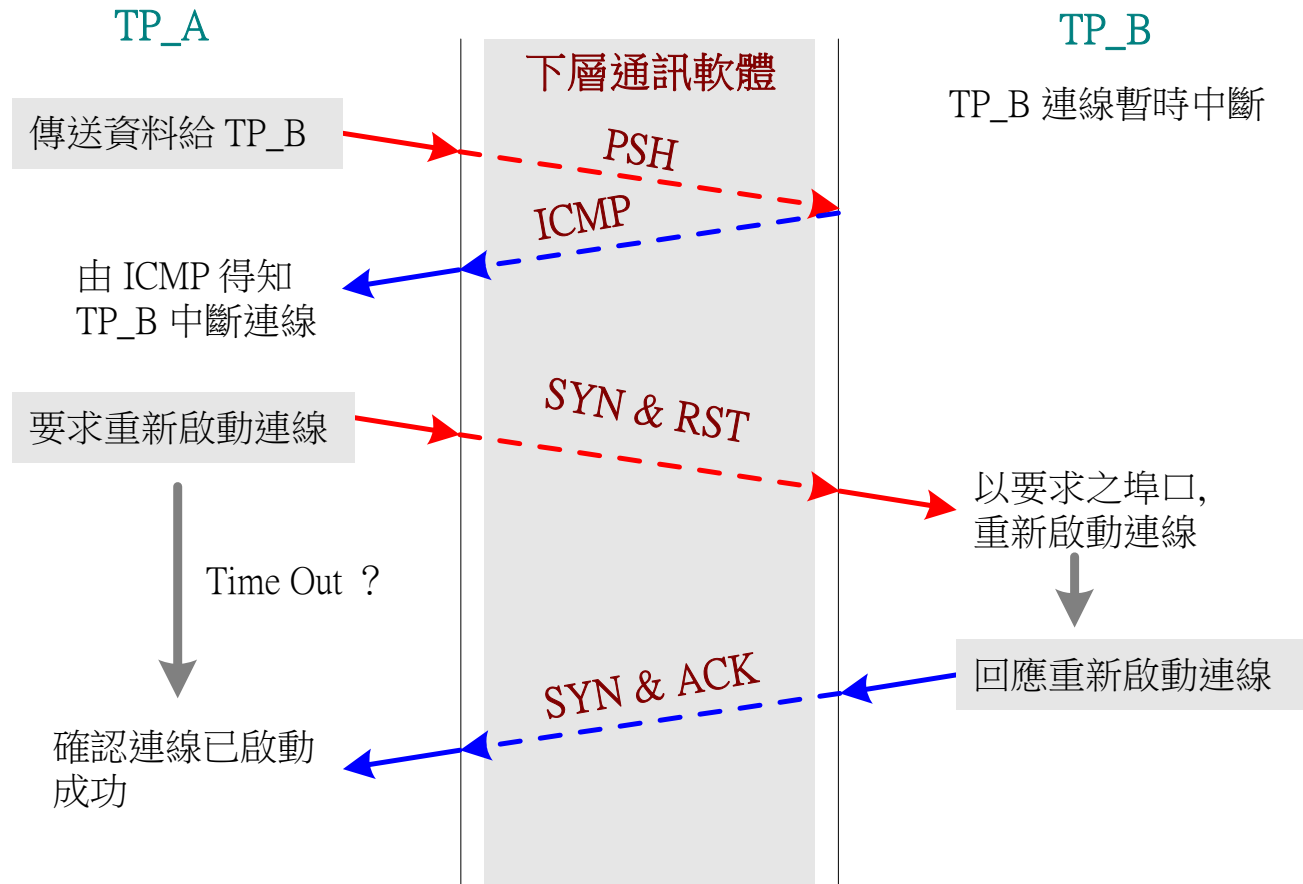 TP_A
TP_B
下層通訊軟體
TP_B 連線暫時中斷
傳送資料給 TP_B
PSH
ICMP
由 ICMP 得知
TP_B 中斷連線
SYN & RST
要求重新啟動連線
以要求之埠口,
重新啟動連線
Time Out ?
SYN & ACK
回應重新啟動連線
確認連線已啟動
成功